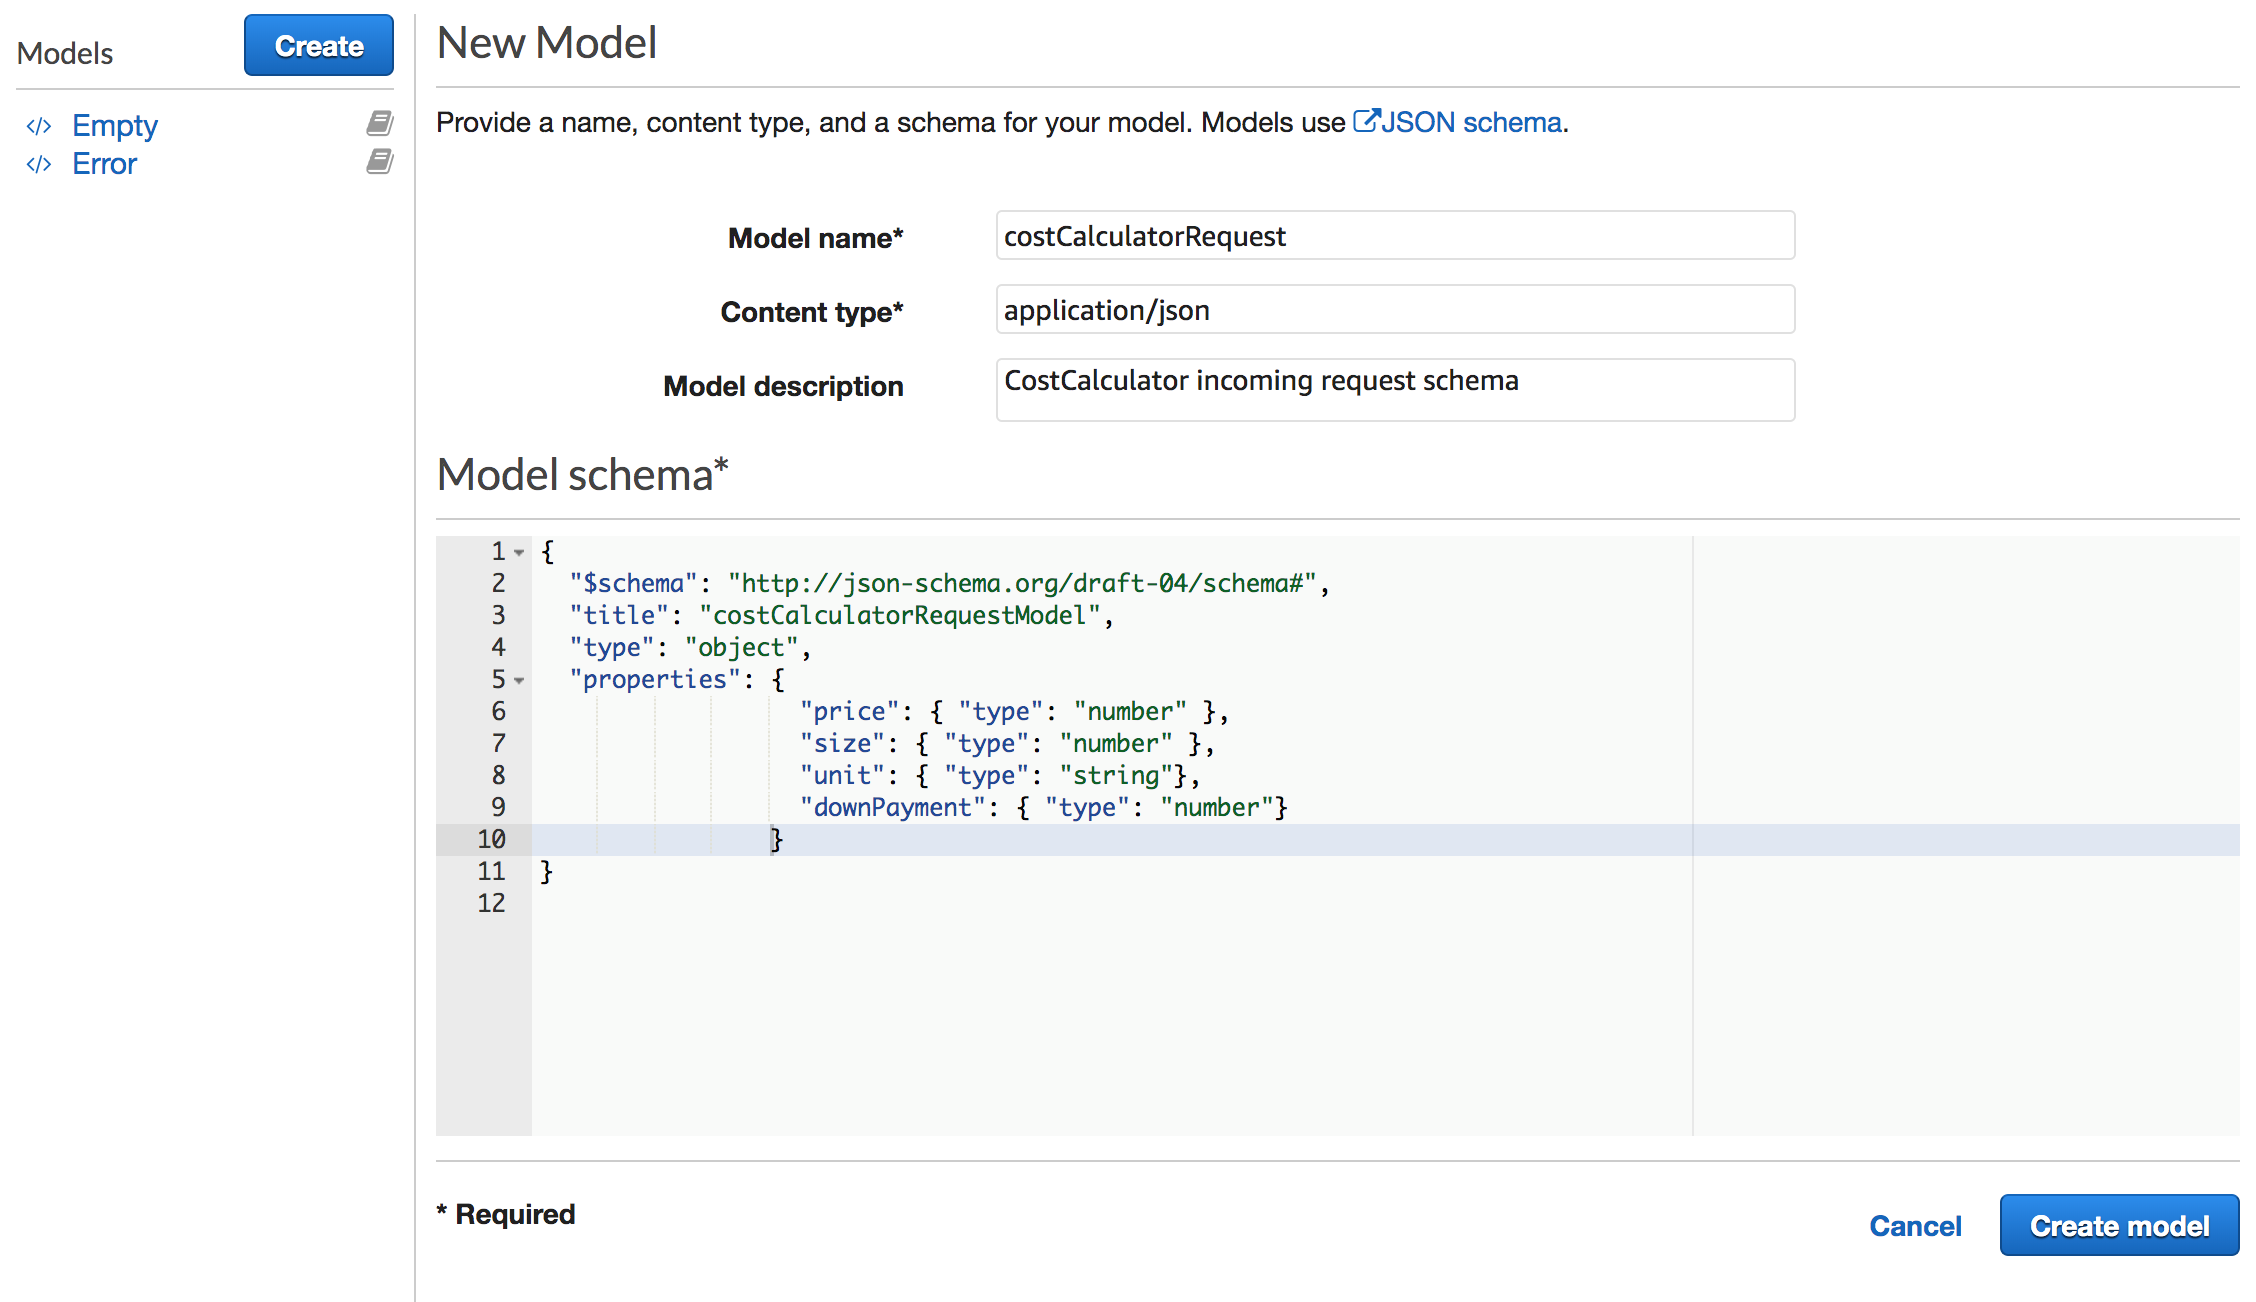 Models
Create
</> Empty
</> Error
New Model
Provide a name, content type, and a schema for your model. Models use JSON schema.
Model name* costCalculatorRequest
Content type* application/json
Model description CostCalculator incoming request schema
Model schema*
1 {
2   "$schema": "http://json-schema.org/draft-04/schema#",
3   "title": "costCalculatorRequestModel",
4   "type": "object",
5   "properties": {
6                   "price": { "type": "number" },
7                   "size": { "type": "number" },
8                   "unit": { "type": "string"},
9                   "downPayment": { "type": "number"}
10                 }
11 }
12
* Required
Cancel
Create model